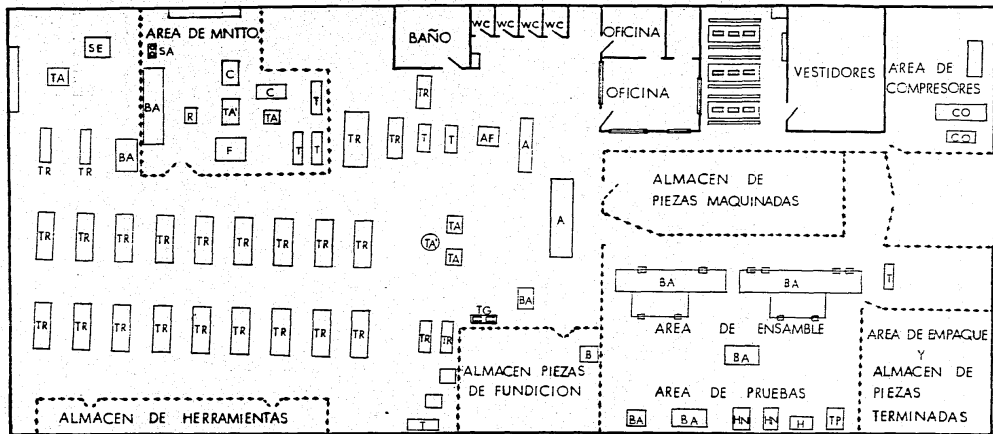 AREA DE MNTTO.
SE
SA
TA
C
C
BA
R
TA'
TA
T
F
T
T
BA
TR
TR
BAÑO
WC
WC
WC
WC
TR
TR
TR
T
T
AF
A
A
OFICINA
OFICINA
VESTIDORES
AREA DE
COMPRESORES
CO
CO
ALMACEN DE
PIEZAS MAQUINADAS
TR
TR
TR
TR
TR
TR
TR
TR
TR
TA
TA'
TA
BA
TG
TR
TR
TR
TR
TR
TR
TR
TR
TR
TR
TR
T
B
ALMACEN PIEZAS
DE FUNDICION
ALMACEN DE HERRAMIENTAS
BA
BA
T
AREA DE ENSAMBLE
BA
AREA DE PRUEBAS
BA
BA
HN
HN
H
TP
AREA DE EMPAQUE
Y
ALMACEN DE
PIEZAS
TERMINADAS